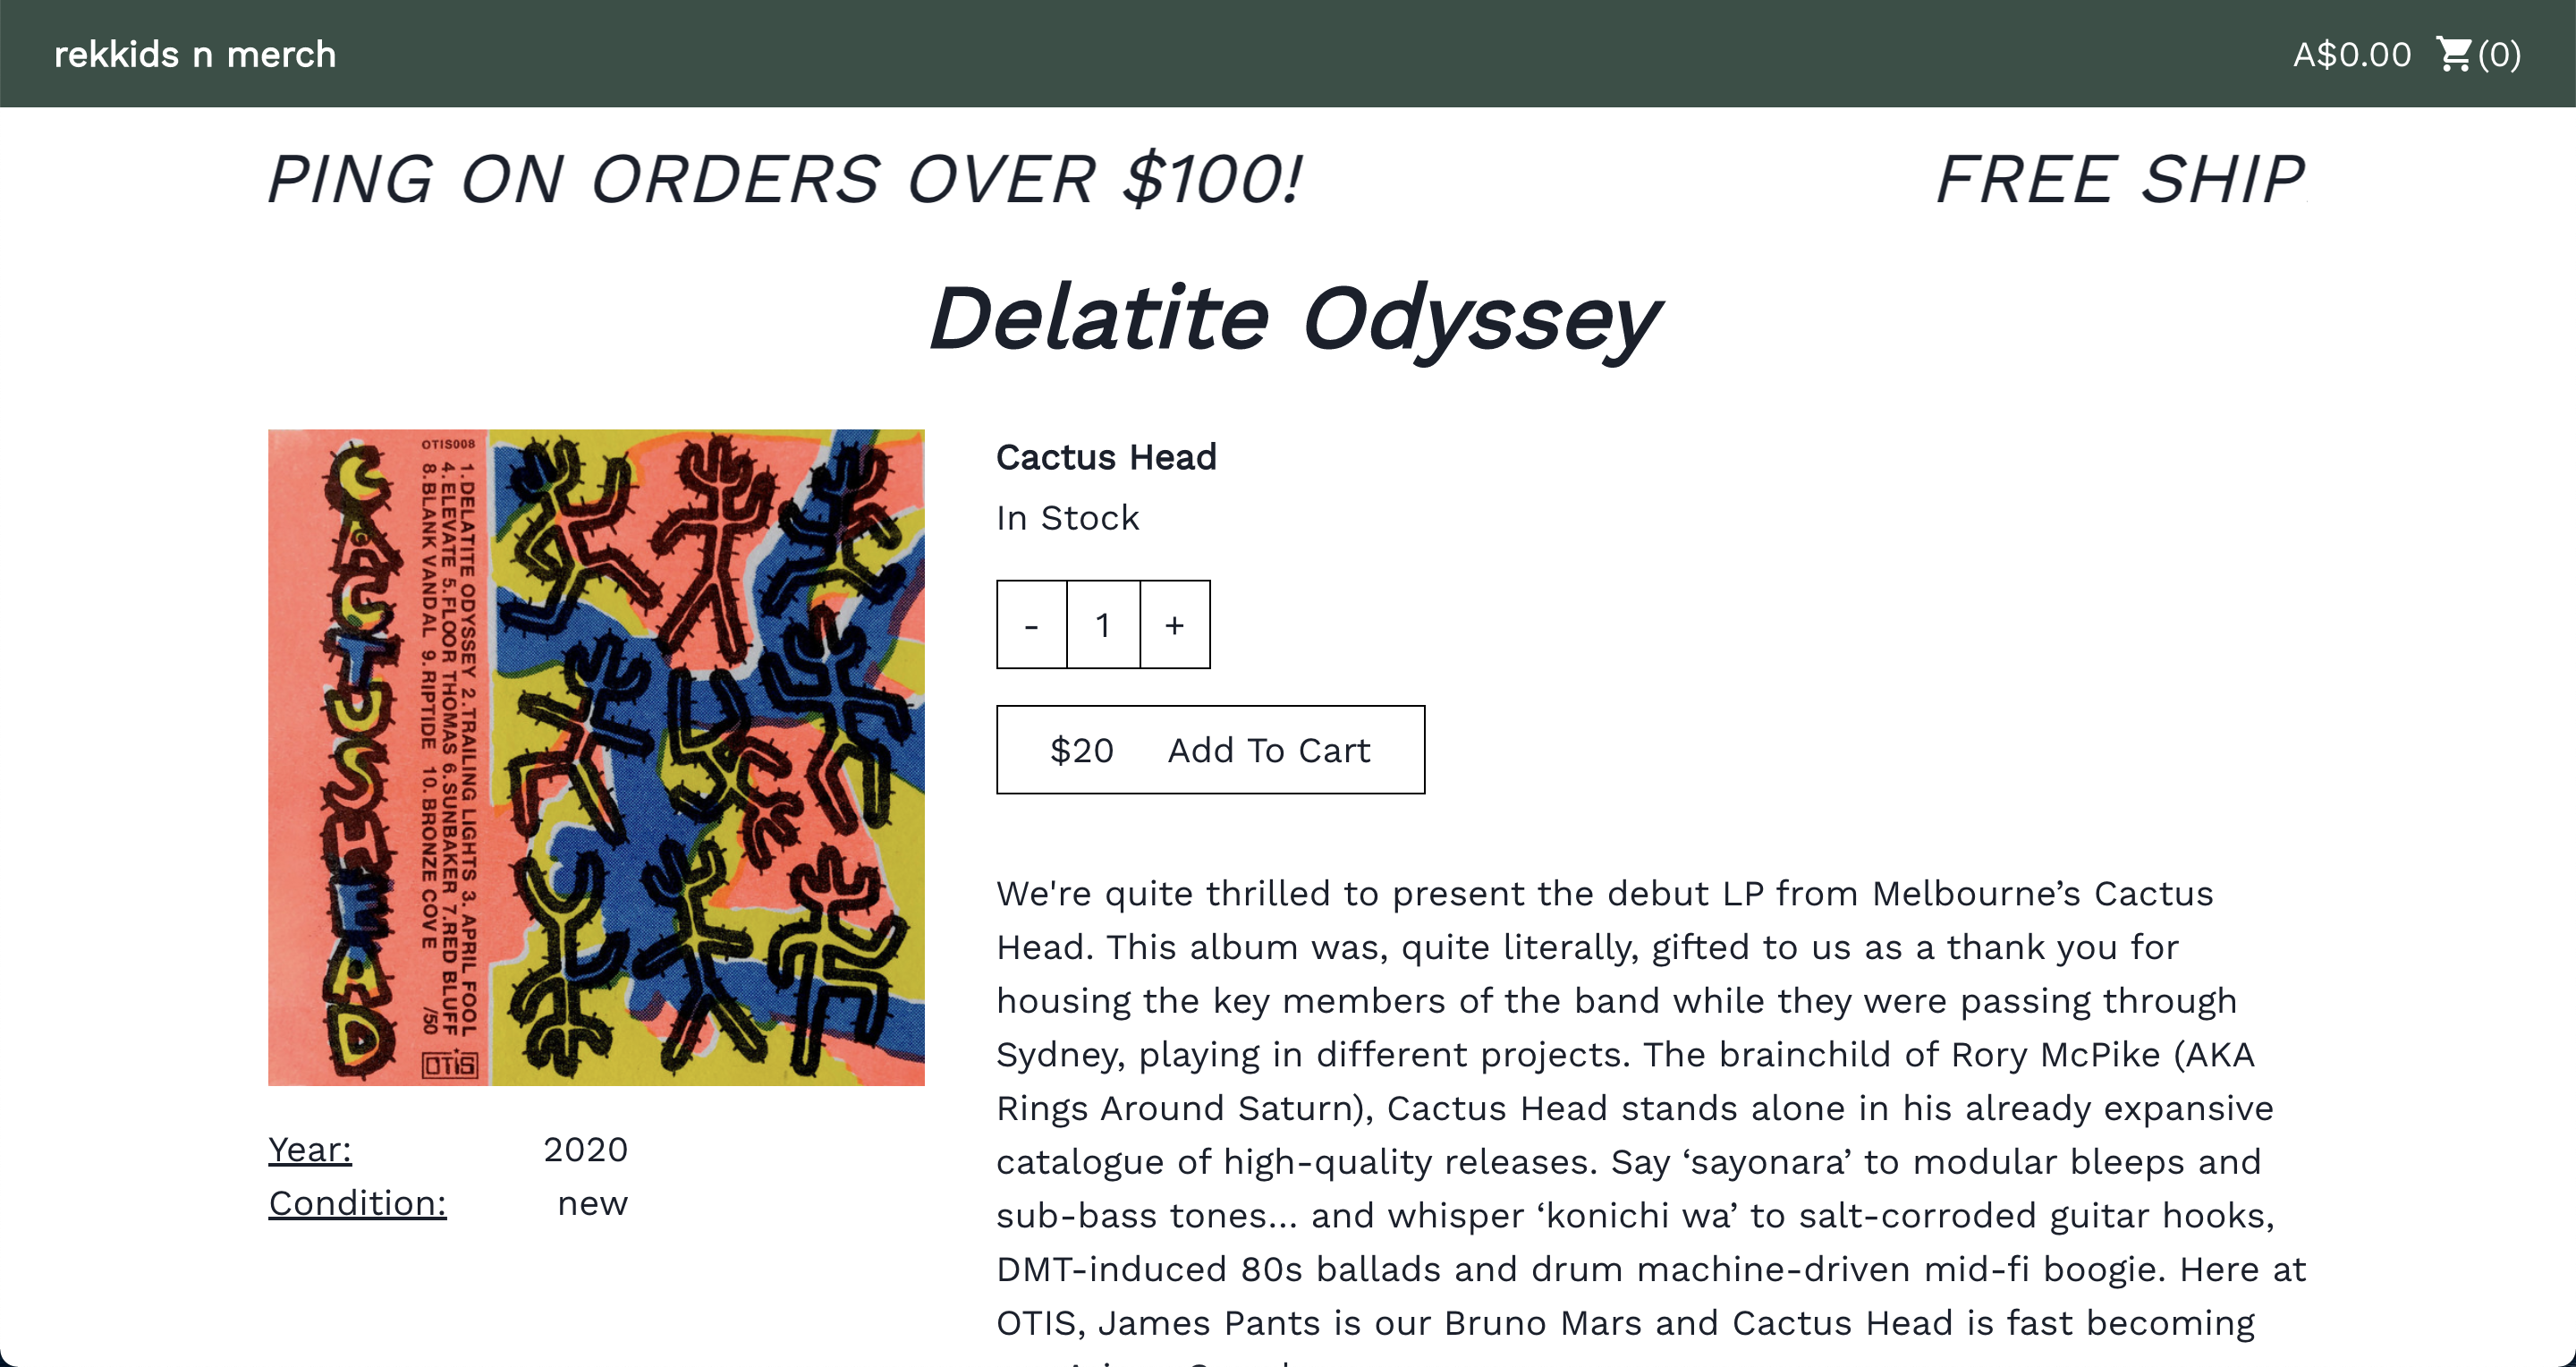 rekkids n merch
A$0.00 (0)
PING ON ORDERS OVER $100! FREE SHIP
Delatite Odyssey
CACTUS HEAD
OTIS008
1. DELATITE ODYSSEY 2. TRAILING LIGHTS 3. APRIL FOOL
4. ELEVATE 5. FLOOR THOMAS 6. SUNBAKER 7. RED BLUFF
8. BLANK VANDAL 9. RIPTIDE 10. BRONZE COVE /50
OTIS
Year: 2020
Condition: new
Cactus Head
In Stock
- 1 +
$20 Add To Cart
We're quite thrilled to present the debut LP from Melbourne’s Cactus
Head. This album was, quite literally, gifted to us as a thank you for
housing the key members of the band while they were passing through
Sydney, playing in different projects. The brainchild of Rory McPike (AKA
Rings Around Saturn), Cactus Head stands alone in his already expansive
catalogue of high-quality releases. Say ‘sayonara’ to modular bleeps and
sub-bass tones... and whisper ‘konichi wa’ to salt-corroded guitar hooks,
DMT-induced 80s ballads and drum machine-driven mid-fi boogie. Here at
OTIS, James Pants is our Bruno Mars and Cactus Head is fast becoming